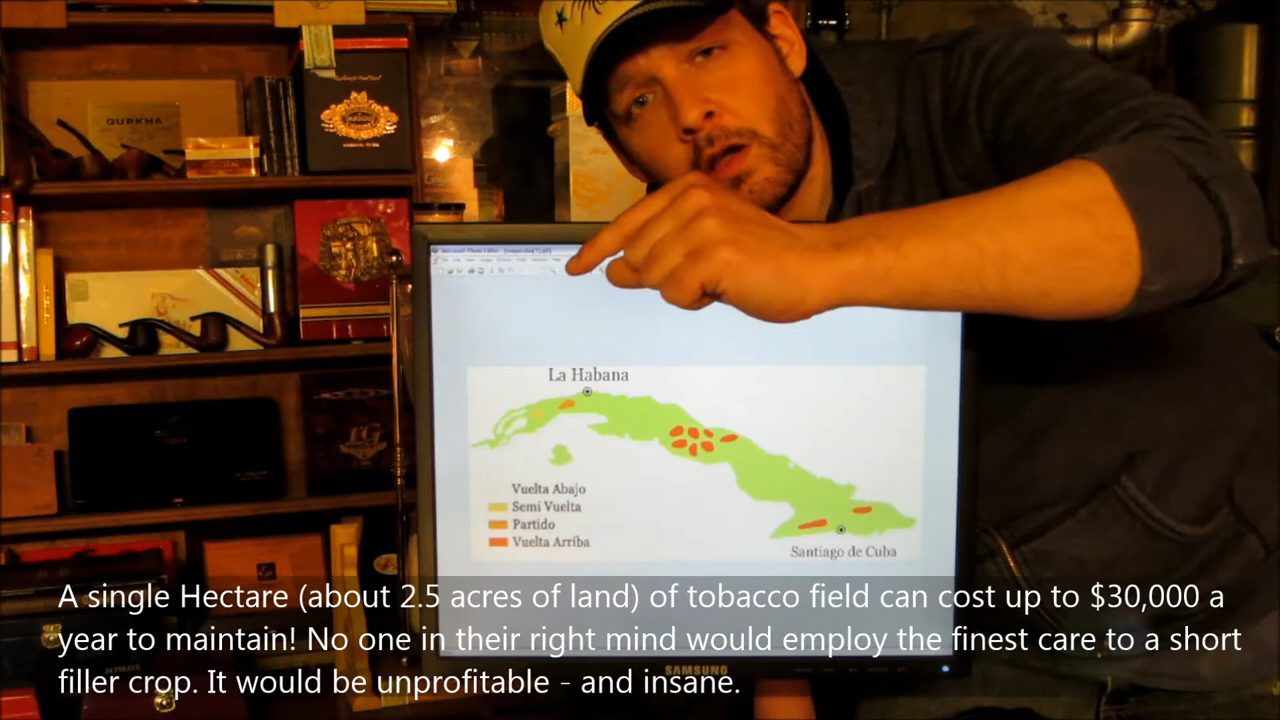 GURKHA
La Habana
Vuelta Abajo
Semi Vuelta
Partido
Vuelta Arriba
Santiago de Cuba
A single Hectare (about 2.5 acres of land) of tobacco field can cost up to $30,000 a
year to maintain! No one in their right mind would employ the finest care to a short
filler crop. It would be unprofitable - and insane.
SAMSUNG